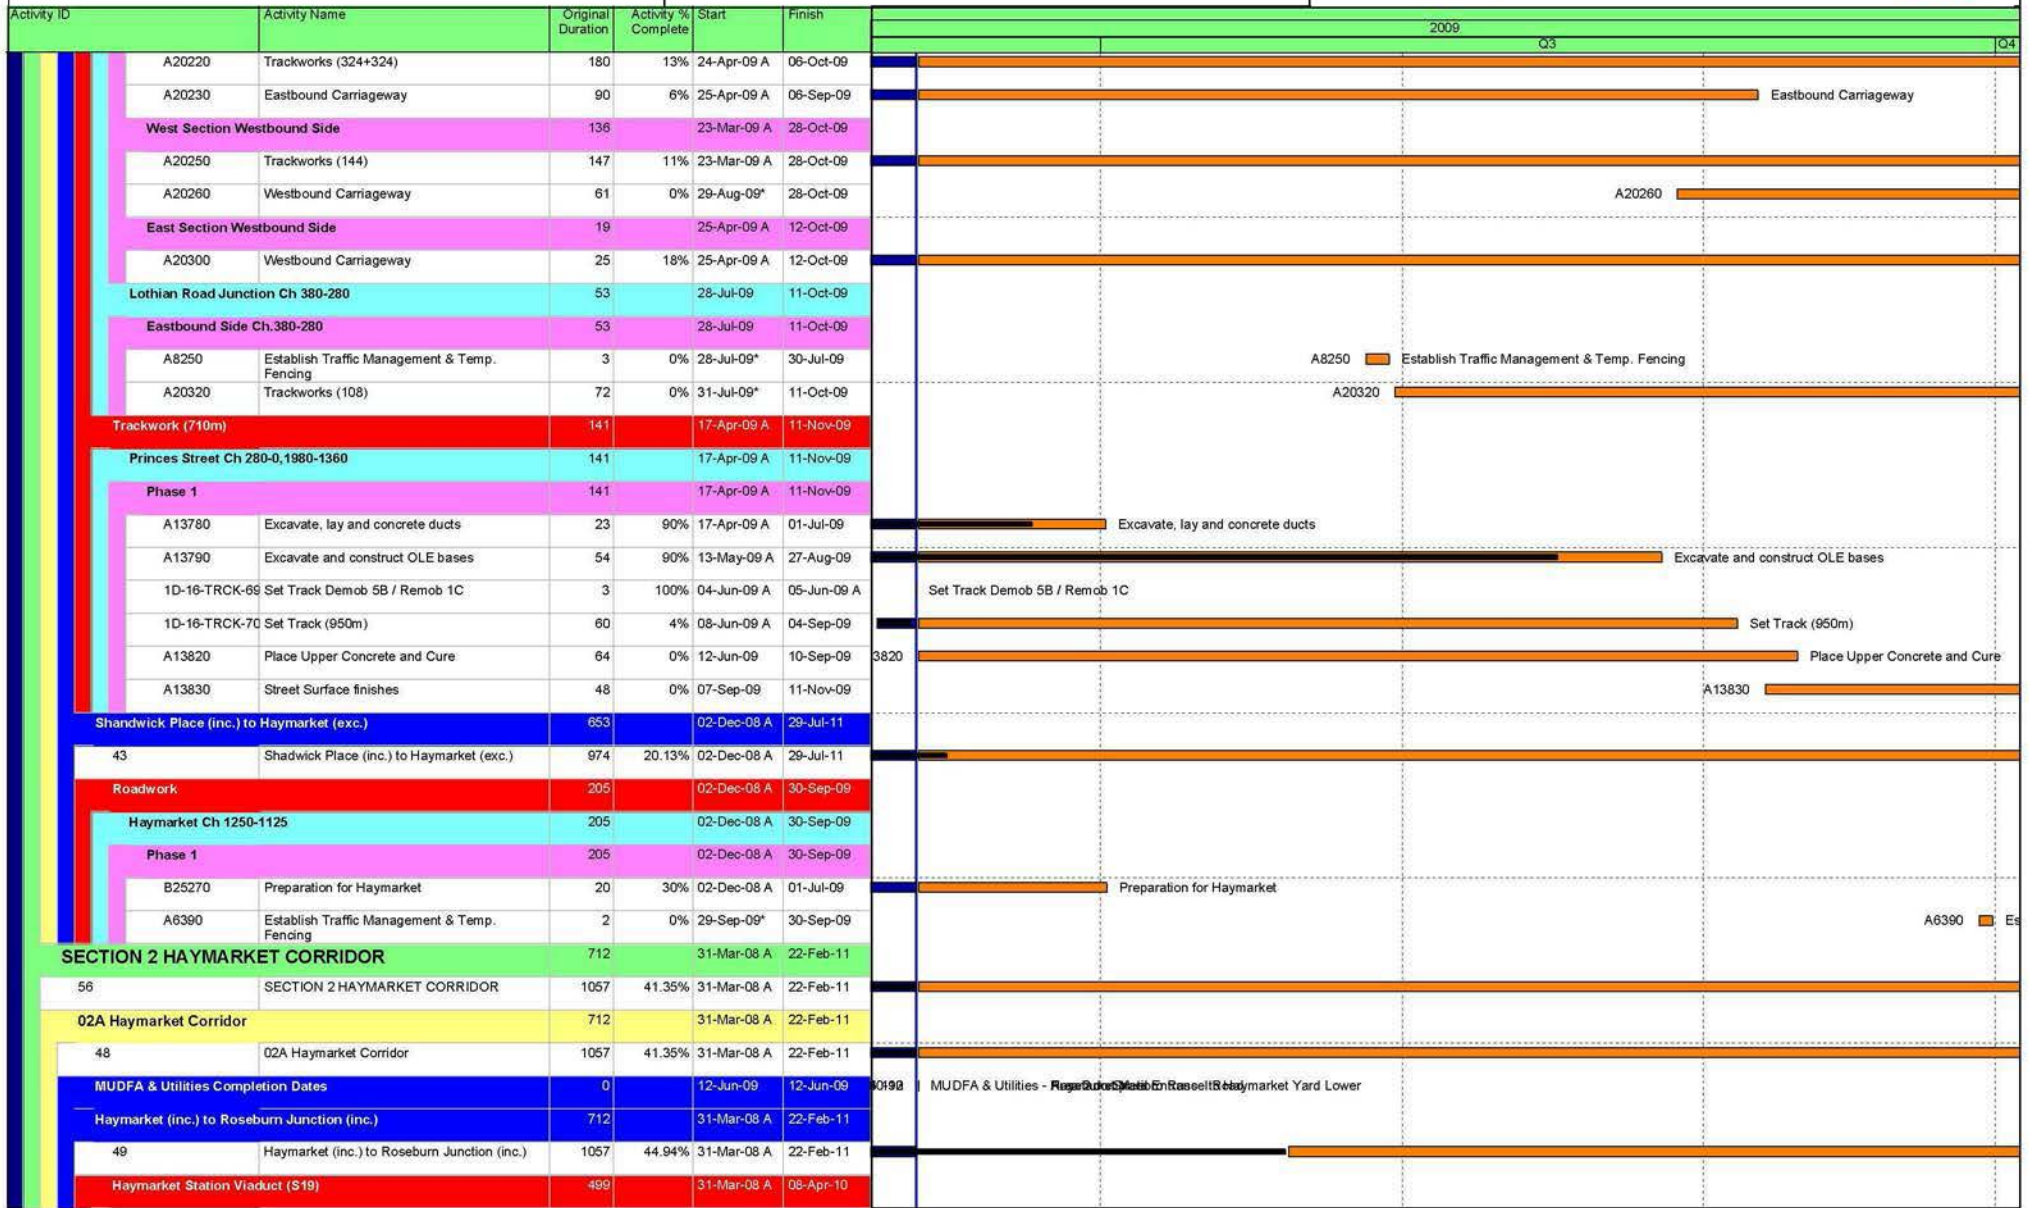 Activity ID Activity Name Original Duration Activity % Complete Start Finish
2009
Q3 Q4
A20220 Trackworks (324+324) 180 13% 24-Apr-09 A 06-Oct-09
A20230 Eastbound Carriageway 90 6% 25-Apr-09 A 06-Sep-09 Eastbound Carriageway
West Section Westbound Side 136 23-Mar-09 A 28-Oct-09
A20250 Trackworks (144) 147 11% 23-Mar-09 A 28-Oct-09
A20260 Westbound Carriageway 61 0% 29-Aug-09* 28-Oct-09 A20260
East Section Westbound Side 19 25-Apr-09 A 12-Oct-09
A20300 Westbound Carriageway 25 18% 25-Apr-09 A 12-Oct-09
Lothian Road Junction Ch 380-280 53 28-Jul-09 11-Oct-09
Eastbound Side Ch.380-280 53 28-Jul-09 11-Oct-09
A8250 Establish Traffic Management & Temp. Fencing 3 0% 28-Jul-09* 30-Jul-09 A8250 Establish Traffic Management & Temp. Fencing
A20320 Trackworks (108) 72 0% 31-Jul-09* 11-Oct-09 A20320
Trackwork (710m) 141 17-Apr-09 A 11-Nov-09
Princes Street Ch 280-0,1980-1360 141 17-Apr-09 A 11-Nov-09
Phase 1 141 17-Apr-09 A 11-Nov-09
A13780 Excavate, lay and concrete ducts 23 90% 17-Apr-09 A 01-Jul-09 Excavate, lay and concrete ducts
A13790 Excavate and construct OLE bases 54 90% 13-May-09 A 27-Aug-09 Excavate and construct OLE bases
1D-16-TRCK-69 Set Track Demob 5B / Remob 1C 3 100% 04-Jun-09 A 05-Jun-09 A Set Track Demob 5B / Remob 1C
1D-16-TRCK-70 Set Track (950m) 60 4% 08-Jun-09 A 04-Sep-09 Set Track (950m)
A13820 Place Upper Concrete and Cure 64 0% 12-Jun-09 10-Sep-09 3820 Place Upper Concrete and Cure
A13830 Street Surface finishes 48 0% 07-Sep-09 11-Nov-09 A13830
Shandwick Place (inc.) to Haymarket (exc.) 653 02-Dec-08 A 29-Jul-11
43 Shadwick Place (inc.) to Haymarket (exc.) 974 20.13% 02-Dec-08 A 29-Jul-11
Roadwork 205 02-Dec-08 A 30-Sep-09
Haymarket Ch 1250-1125 205 02-Dec-08 A 30-Sep-09
Phase 1 205 02-Dec-08 A 30-Sep-09
B25270 Preparation for Haymarket 20 30% 02-Dec-08 A 01-Jul-09 Preparation for Haymarket
A6390 Establish Traffic Management & Temp. Fencing 2 0% 29-Sep-09* 30-Sep-09 A6390 Es
SECTION 2 HAYMARKET CORRIDOR 712 31-Mar-08 A 22-Feb-11
56 SECTION 2 HAYMARKET CORRIDOR 1057 41.35% 31-Mar-08 A 22-Feb-11
02A Haymarket Corridor 712 31-Mar-08 A 22-Feb-11
48 02A Haymarket Corridor 1057 41.35% 31-Mar-08 A 22-Feb-11
MUDFA & Utilities Completion Dates 0 12-Jun-09 12-Jun-09 MUDFA & Utilities - Haymarket Yard Lower
Haymarket (inc.) to Roseburn Junction (inc.) 712 31-Mar-08 A 22-Feb-11
49 Haymarket (inc.) to Roseburn Junction (inc.) 1057 44.94% 31-Mar-08 A 22-Feb-11
Haymarket Station Viaduct (S19) 499 31-Mar-08 A 08-Apr-10